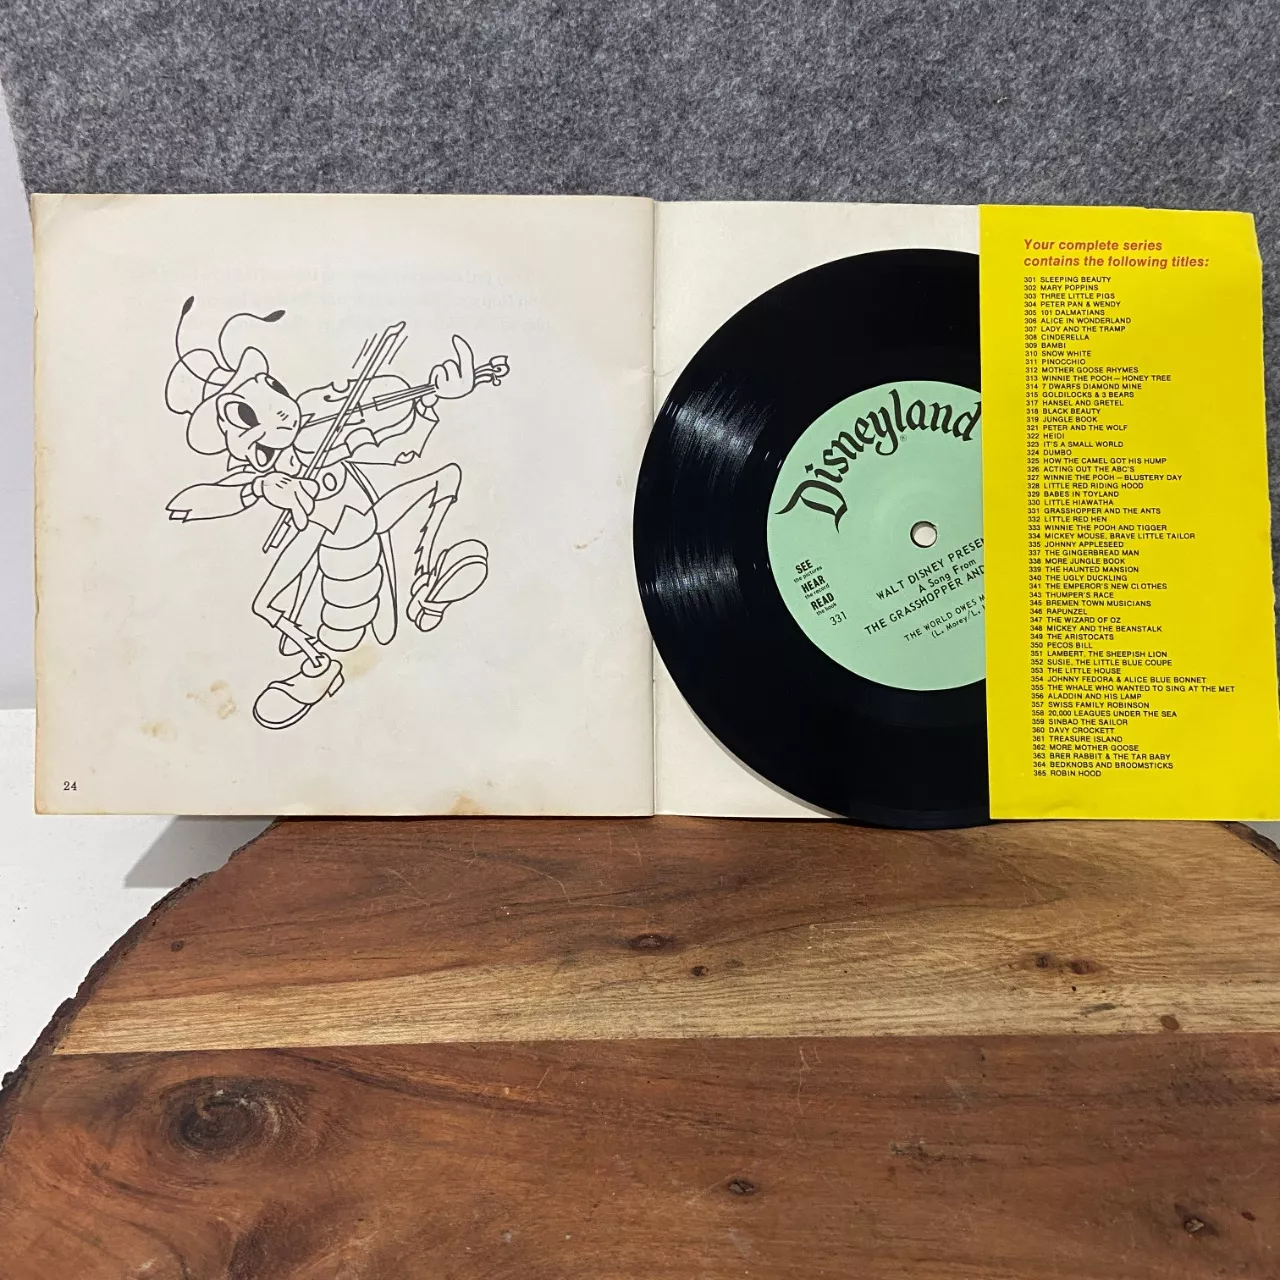 24
Disneyland
®
SEE
the pictures
HEAR
the record
READ
the book
331
WALT DISNEY PRESEN
A Song From
THE GRASSHOPPER AND
THE WORLD OWES M
(L. Morey/L.
Your complete series
contains the following titles:
301 SLEEPING BEAUTY
302 MARY POPPINS
303 THREE LITTLE PIGS
304 PETER PAN & WENDY
305 101 DALMATIANS
306 ALICE IN WONDERLAND
307 LADY AND THE TRAMP
308 CINDERELLA
309 BAMBI
310 SNOW WHITE
311 PINOCCHIO
312 MOTHER GOOSE RHYMES
313 WINNIE THE POOH — HONEY TREE
314 7 DWARFS DIAMOND MINE
315 GOLDILOCKS & 3 BEARS
317 HANSEL AND GRETEL
318 BLACK BEAUTY
319 JUNGLE BOOK
321 PETER AND THE WOLF
322 HEIDI
323 IT'S A SMALL WORLD
324 DUMBO
325 HOW THE CAMEL GOT HIS HUMP
326 ACTING OUT THE ABC'S
327 WINNIE THE POOH — BLUSTERY DAY
328 LITTLE RED RIDING HOOD
329 BABES IN TOYLAND
330 LITTLE HIAWATHA
331 GRASSHOPPER AND THE ANTS
332 LITTLE RED HEN
333 WINNIE THE POOH AND TIGGER
334 MICKEY MOUSE, BRAVE LITTLE TAILOR
335 JOHNNY APPLESEED
337 THE GINGERBREAD MAN
338 MORE JUNGLE BOOK
339 THE HAUNTED MANSION
340 THE UGLY DUCKLING
341 THE EMPEROR'S NEW CLOTHES
343 THUMPER'S RACE
345 BREMEN TOWN MUSICIANS
346 RAPUNZEL
347 THE WIZARD OF OZ
348 MICKEY AND THE BEANSTALK
349 THE ARISTOCATS
350 PECOS BILL
351 LAMBERT, THE SHEEPISH LION
352 SUSIE, THE LITTLE BLUE COUPE
353 THE LITTLE HOUSE
354 JOHNNY FEDORA & ALICE BLUE BONNET
355 THE WHALE WHO WANTED TO SING AT THE MET
356 ALADDIN AND HIS LAMP
357 SWISS FAMILY ROBINSON
358 20,000 LEAGUES UNDER THE SEA
359 SINBAD THE SAILOR
360 DAVY CROCKETT
361 TREASURE ISLAND
362 MORE MOTHER GOOSE
363 BRER RABBIT & THE TAR BABY
364 BEDKNOBS AND BROOMSTICKS
365 ROBIN HOOD